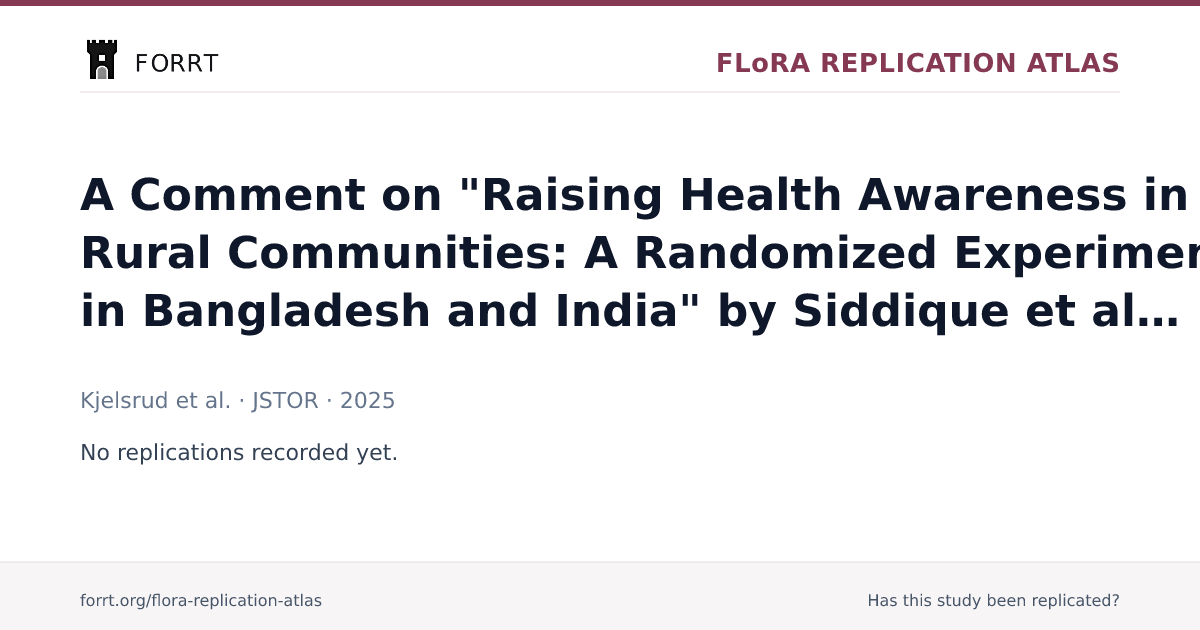 FORRT
FLoRA REPLICATION ATLAS
A Comment on "Raising Health Awareness in
Rural Communities: A Randomized Experimen
in Bangladesh and India" by Siddique et al…
Kjelsrud et al. · JSTOR · 2025
No replications recorded yet.
forrt.org/flora-replication-atlas
Has this study been replicated?